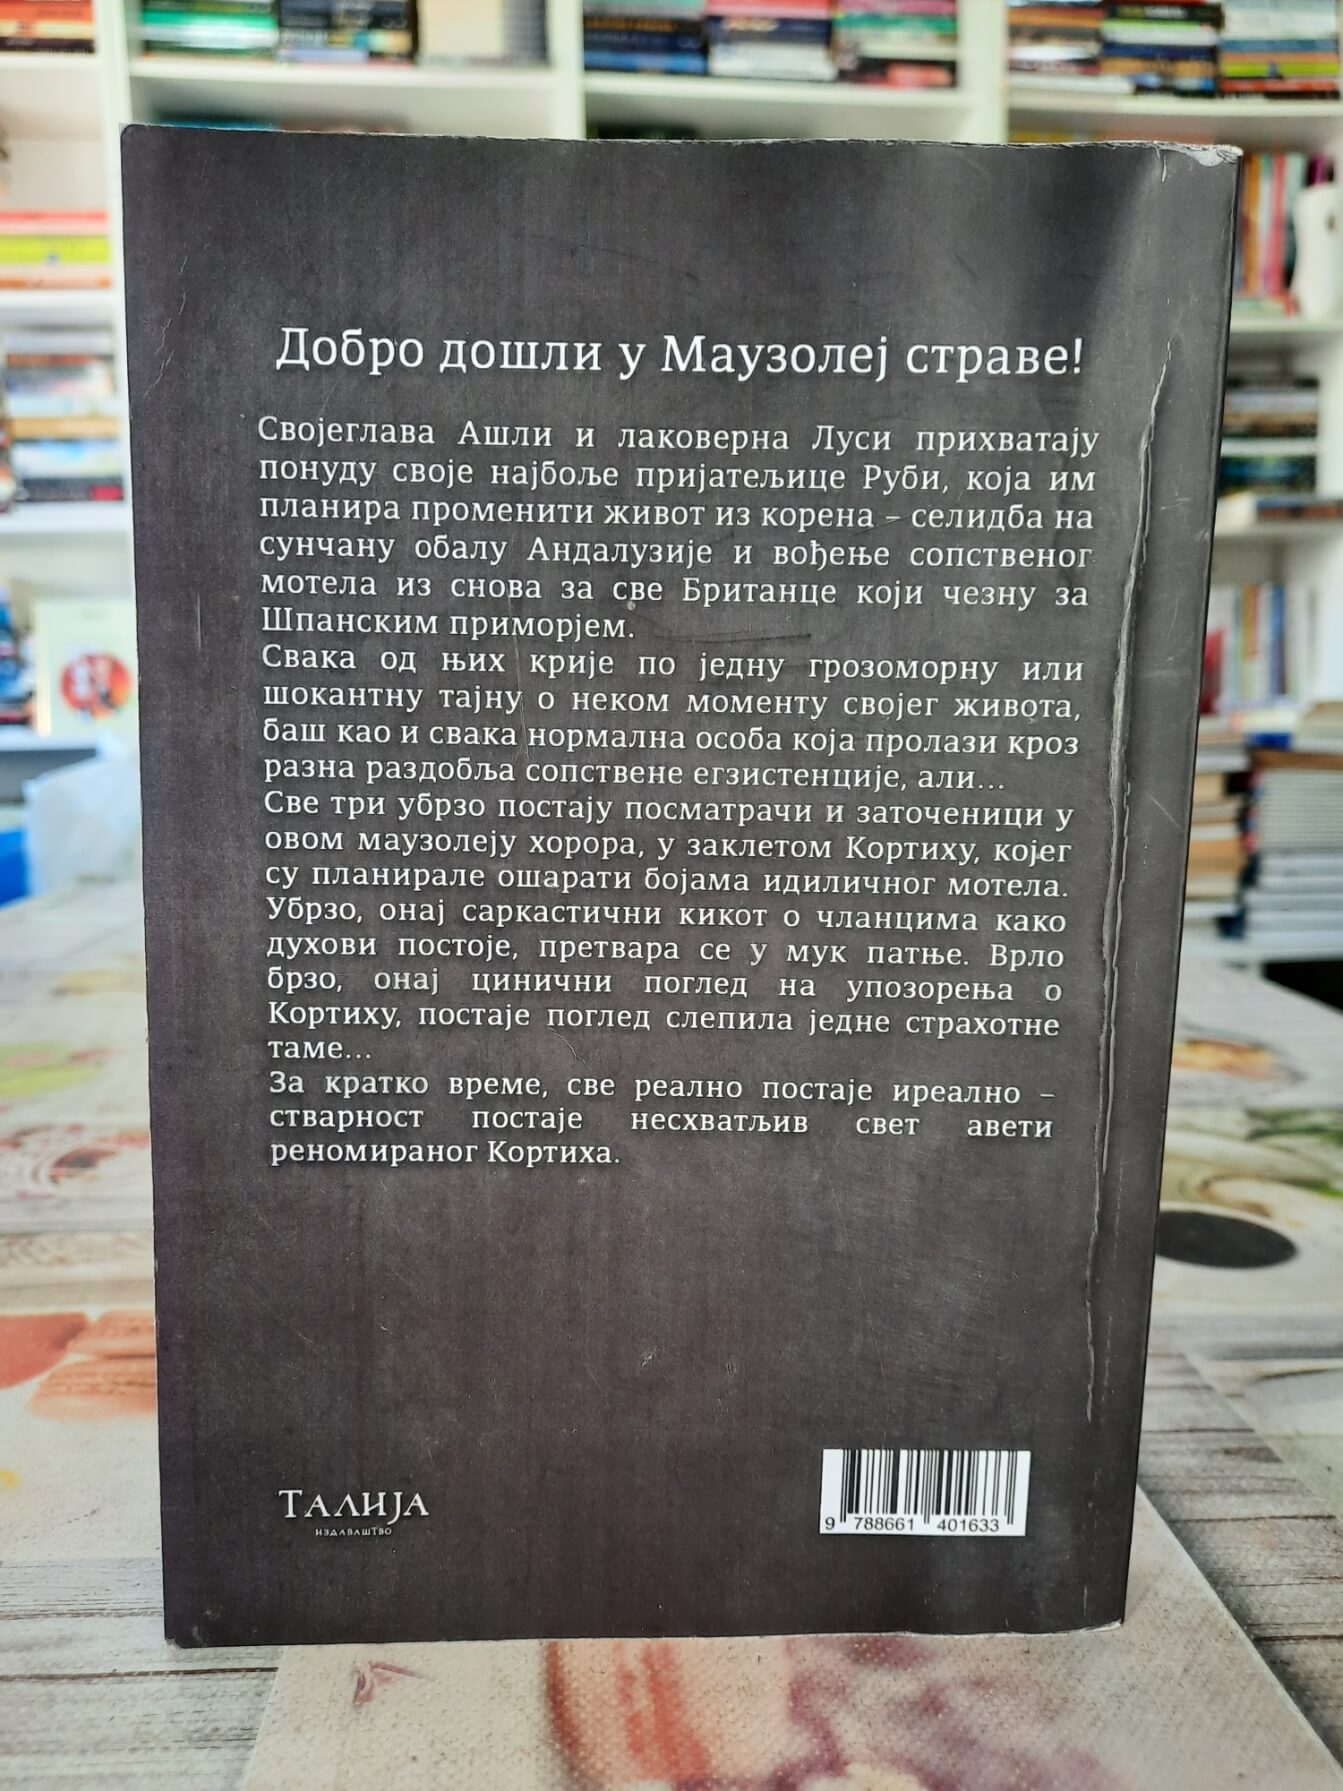 Добро дошли у Маузолеј страве!
Својеглава Ашли и лаковерна Луси прихватају
понуду своје најбоље пријатељице Руби, која им
планира променити живот из корена – селидба на
сунчану обалу Андалузије и вођење сопственог
мотела из снова за све Британце који чезну за
Шпанским приморјем.
Свака од њих крије по једну грозоморну или
шокантну тајну о неком моменту својег живота,
баш као и свака нормална особа која пролази кроз
разна раздобља сопствене егзистенције, али...
Све три убрзо постају посматрачи и заточеници у
овом маузолеју хорора, у заклетом Кортиху, којег
су планирале ошарати бојама идиличног мотела.
Убрзо, онај саркастични кикот о чланцима како
духови постоје, претвара се у мук патње. Врло
брзо, онај цинични поглед на упозорења о
Кортиху, постаје поглед слепила једне страхотне
таме...
За кратко време, све реално постаје иреално –
стварност постаје несхватљив свет авети
реномираног Кортиха.
ТАЛИЈА
ИЗДАВАШТВО
9 788661 401633